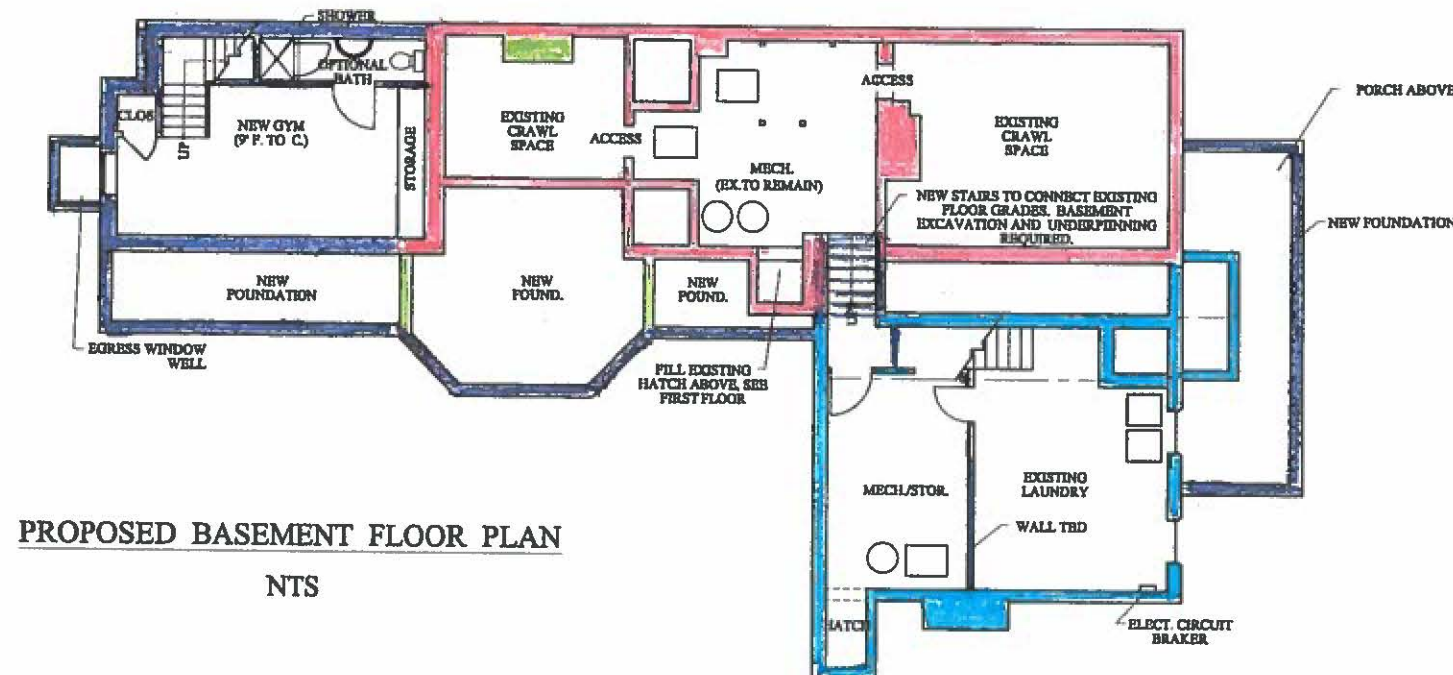 SHOWER
OPTIONAL
BATH
CLOS
NEW GYM
(9' F. TO C.)
UP
STORAGE
EXISTING
CRAWL
SPACE
ACCESS
MECH.
(EX.TO REMAIN)
ACCESS
EXISTING
CRAWL
SPACE
PORCH ABOVE
NEW STAIRS TO CONNECT EXISTING
FLOOR GRADES. BASEMENT
EXCAVATION AND UNDERPINNING
REQUIRED.
NEW FOUNDATION
NEW
FOUNDATION
NEW
FOUND.
NEW
FOUND.
EGRESS WINDOW
WELL
FILL EXISTING
HATCH ABOVE, SEE
FIRST FLOOR
MECH./STOR.
EXISTING
LAUNDRY
WALL TBD
HATCH
ELECT. CIRCUIT
BRAKER
PROPOSED BASEMENT FLOOR PLAN
NTS